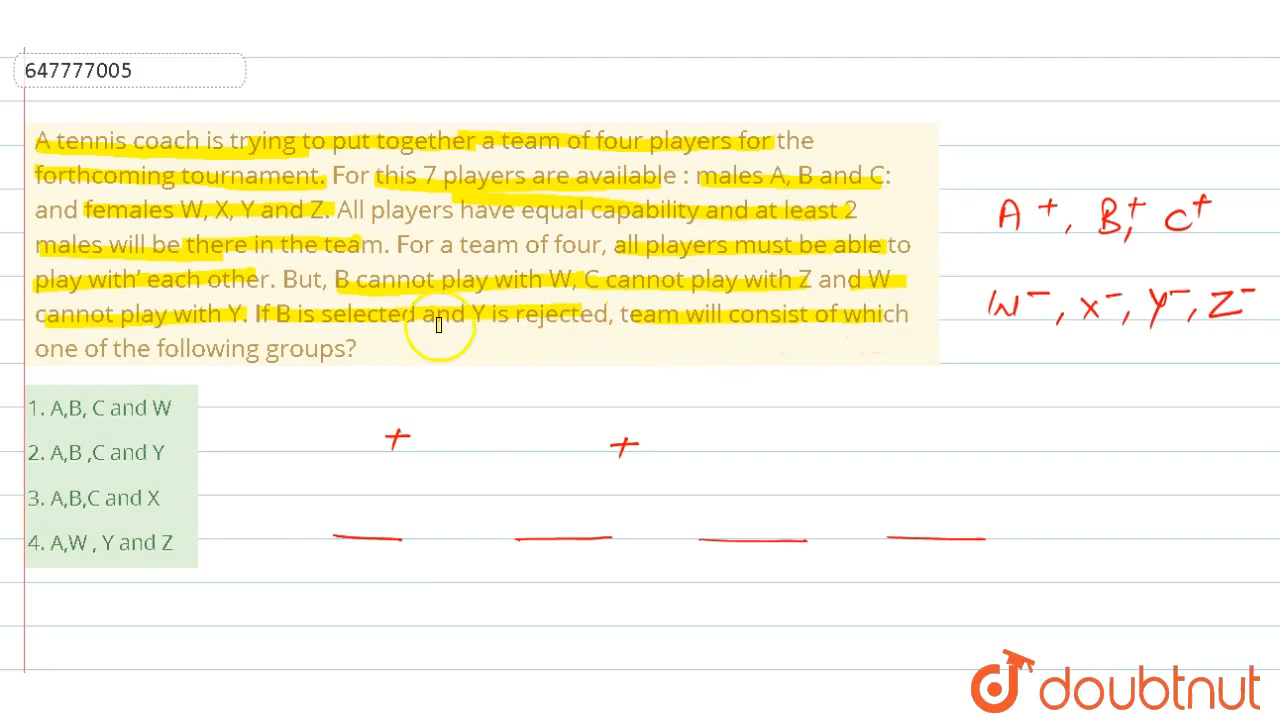 647777005
A tennis coach is trying to put together a team of four players for the
forthcoming tournament. For this 7 players are available : males A, B and C:
and females W, X, Y and Z. All players have equal capability and at least 2
males will be there in the team. For a team of four, all players must be able to
play with’ each other. But, B cannot play with W, C cannot play with Z and W
cannot play with Y. If B is selected and Y is rejected, team will consist of which
one of the following groups?
A +, B,+ C+
W-, X-, Y-, Z-
1. A,B, C and W
2. A,B ,C and Y
3. A,B,C and X
4. A,W , Y and Z
+ +
doubtnut